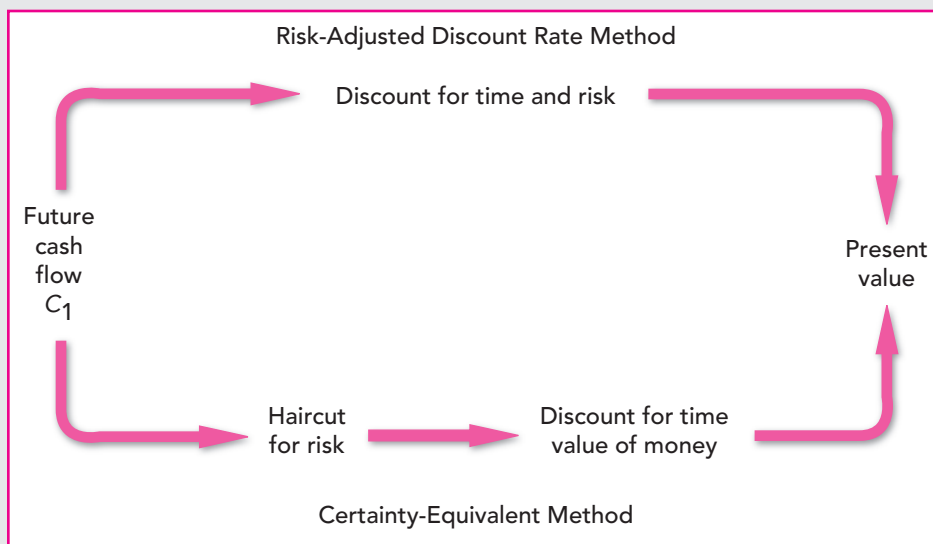 Risk-Adjusted Discount Rate Method
Discount for time and risk
Future
cash
flow
C1
Present
value
Haircut
for risk
Discount for time
value of money
Certainty-Equivalent Method